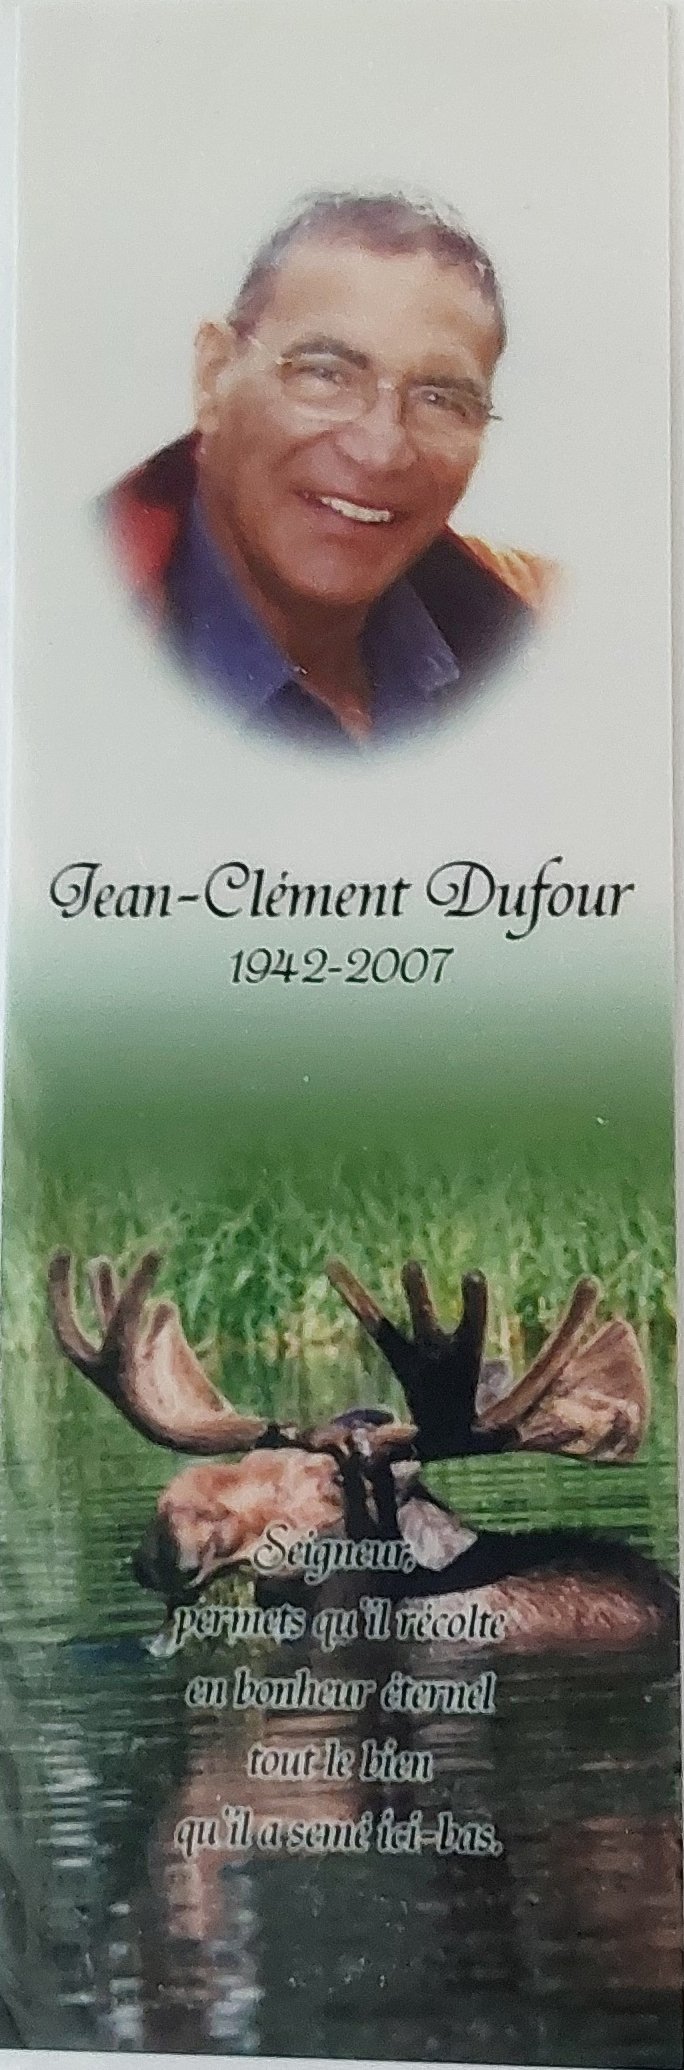 Jean-Clément Dufour
1942-2007
Seigneur,
permets qu'il récolte
en bonheur éternel
tout le bien
qu'il a semé ici-bas.